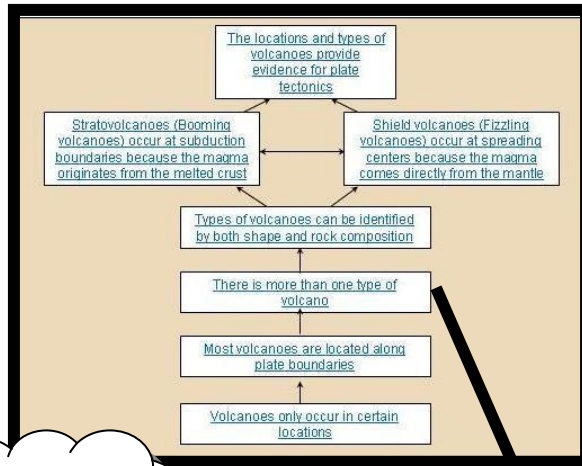 The locations and types of
volcanoes provide
evidence for plate
tectonics
Stratovolcanoes (Booming
volcanoes) occur at subduction
boundaries because the magma
originates from the melted crust
Shield volcanoes (Fizzling
volcanoes) occur at spreading
centers because the magma
comes directly from the mantle
Types of volcanoes can be identified
by both shape and rock composition
There is more than one type of
volcano
Most volcanoes are located along
plate boundaries
Volcanoes only occur in certain
locations